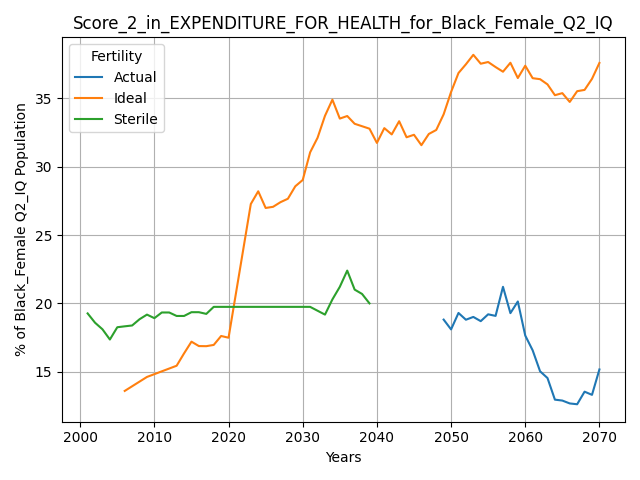 Score_2_in_EXPENDITURE_FOR_HEALTH_for_Black_Female_Q2_IQ
Fertility
Actual
Ideal
Sterile
% of Black_Female Q2_IQ Population
35
30
25
20
15
2000 2010 2020 2030 2040 2050 2060 2070
Years